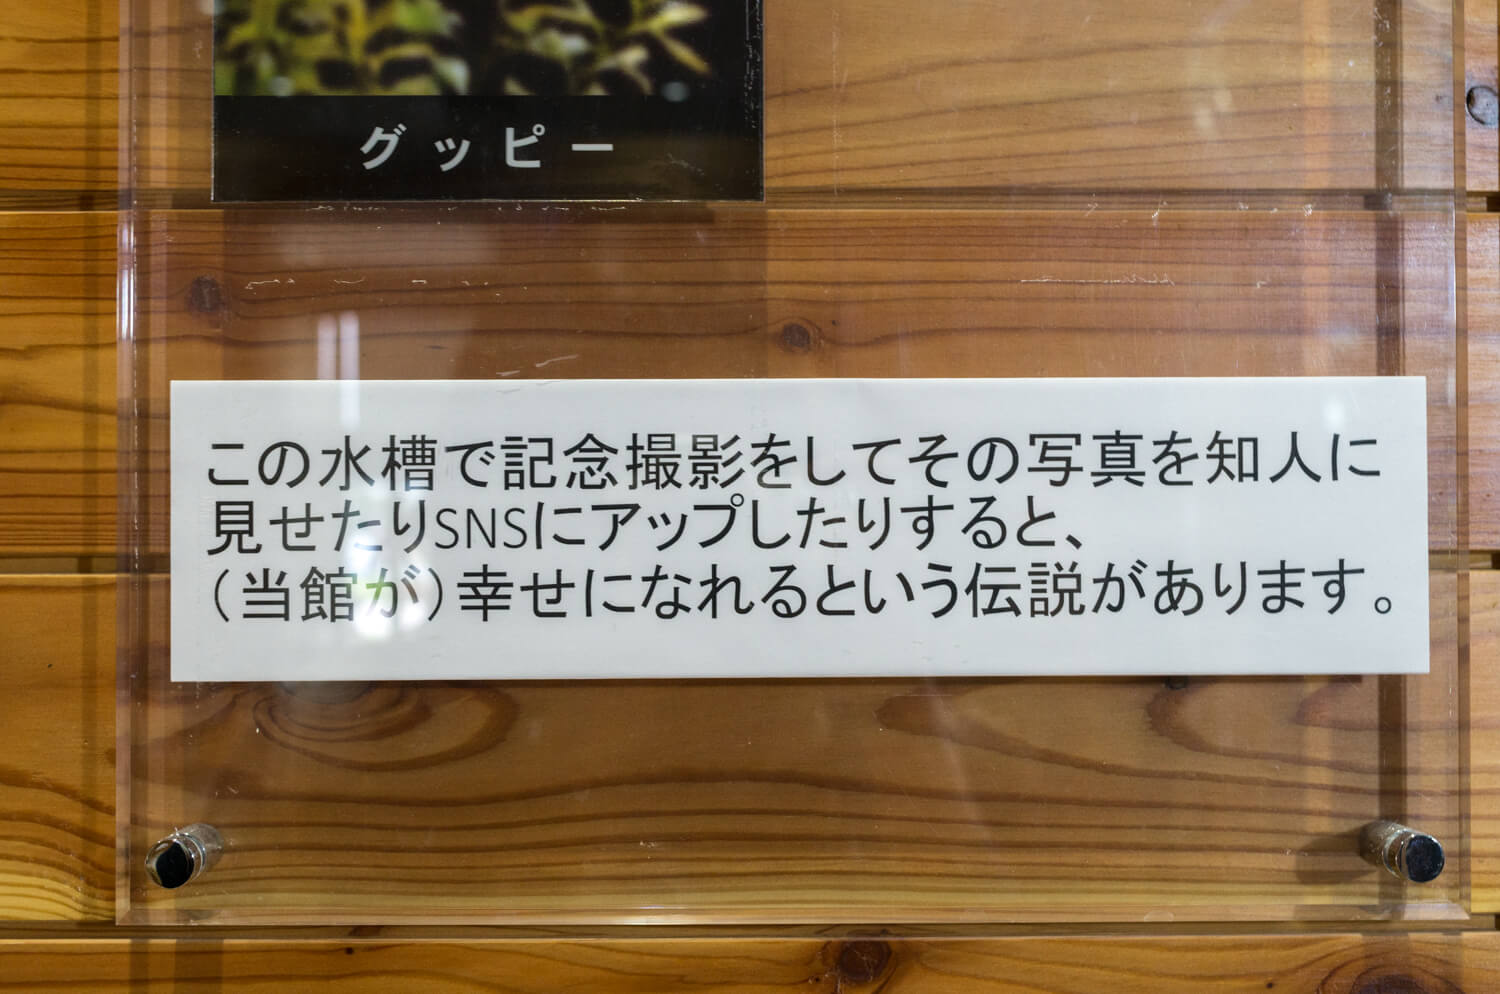 グッピー
この水槽で記念撮影をしてその写真を知人に
見せたりSNSにアップしたりすると、
（当館が）幸せになれるという伝説があります。